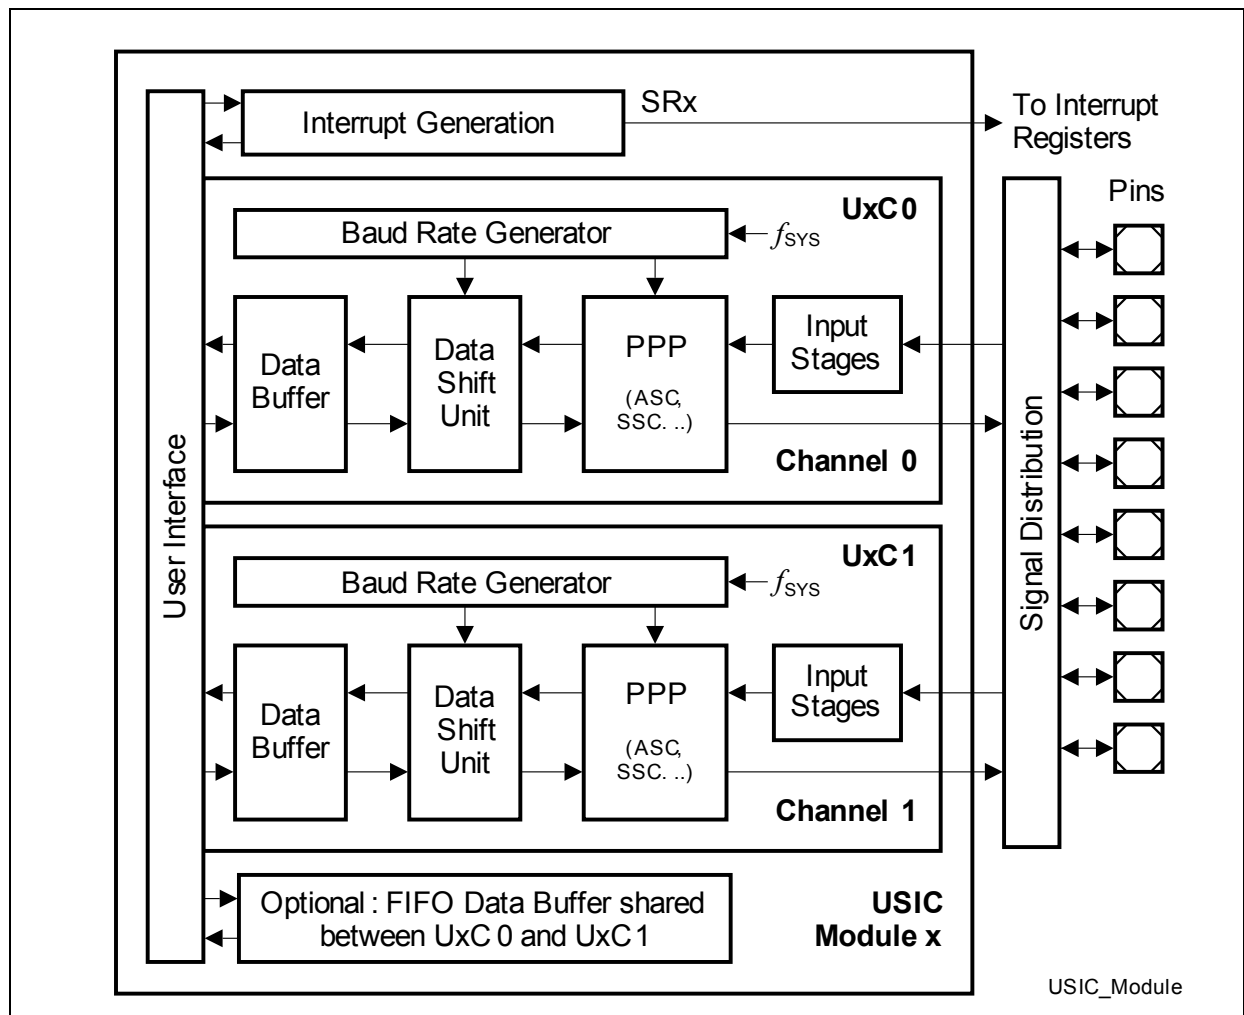 Interrupt Generation
SRx
To Interrupt
Registers
User Interface
UxC0
Baud Rate Generator
fSYS
Data
Buffer
Data
Shift
Unit
PPP
(ASC,
SSC. ..)
Input
Stages
Channel 0
UxC1
Baud Rate Generator
fSYS
Data
Buffer
Data
Shift
Unit
PPP
(ASC,
SSC. ..)
Input
Stages
Channel 1
Optional : FIFO Data Buffer shared
between UxC0 and UxC1
USIC
Module x
Signal Distribution
Pins
USIC_Module